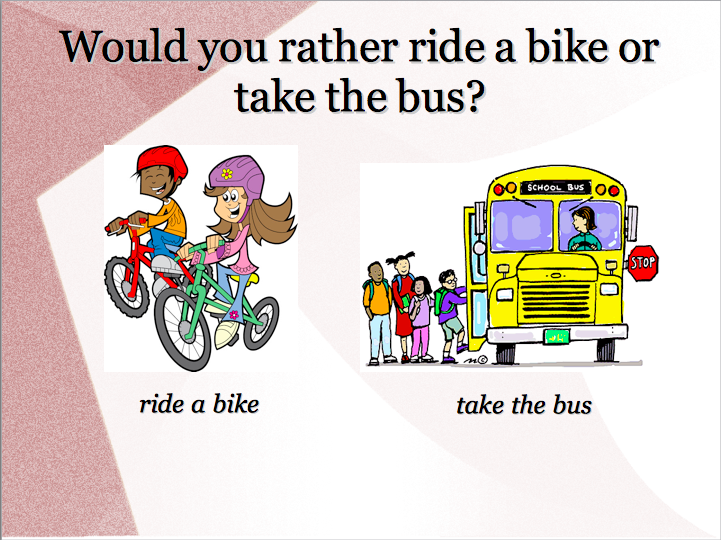 Would you rather ride a bike or
take the bus?
SCHOOL BUS
STOP
ride a bike
take the bus